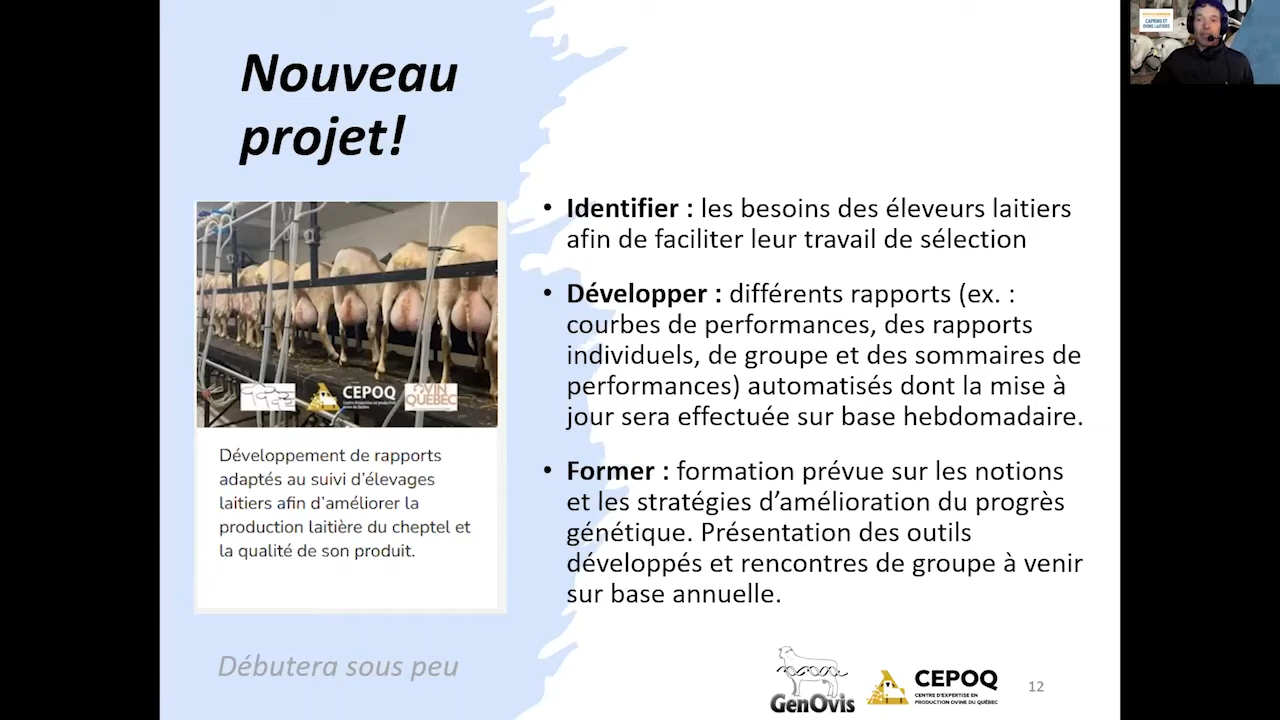 Nouveau
projet!
CEPOQ
OVIN
QUÉBEC
Développement de rapports
adaptés au suivi d'élevages
laitiers afin d'améliorer la
production laitière du cheptel et
la qualité de son produit.
Débutera sous peu
• Identifier : les besoins des éleveurs laitiers
afin de faciliter leur travail de sélection
• Développer : différents rapports (ex. :
courbes de performances, des rapports
individuels, de groupe et des sommaires de
performances) automatisés dont la mise à
jour sera effectuée sur base hebdomadaire.
• Former : formation prévue sur les notions
et les stratégies d’amélioration du progrès
génétique. Présentation des outils
développés et rencontres de groupe à venir
sur base annuelle.
GenOvis
CEPOQ
CENTRE D'EXPERTISE EN
PRODUCTION OVINE DU QUÉBEC
12
CAPRINS ET
OVINS LAITIERS